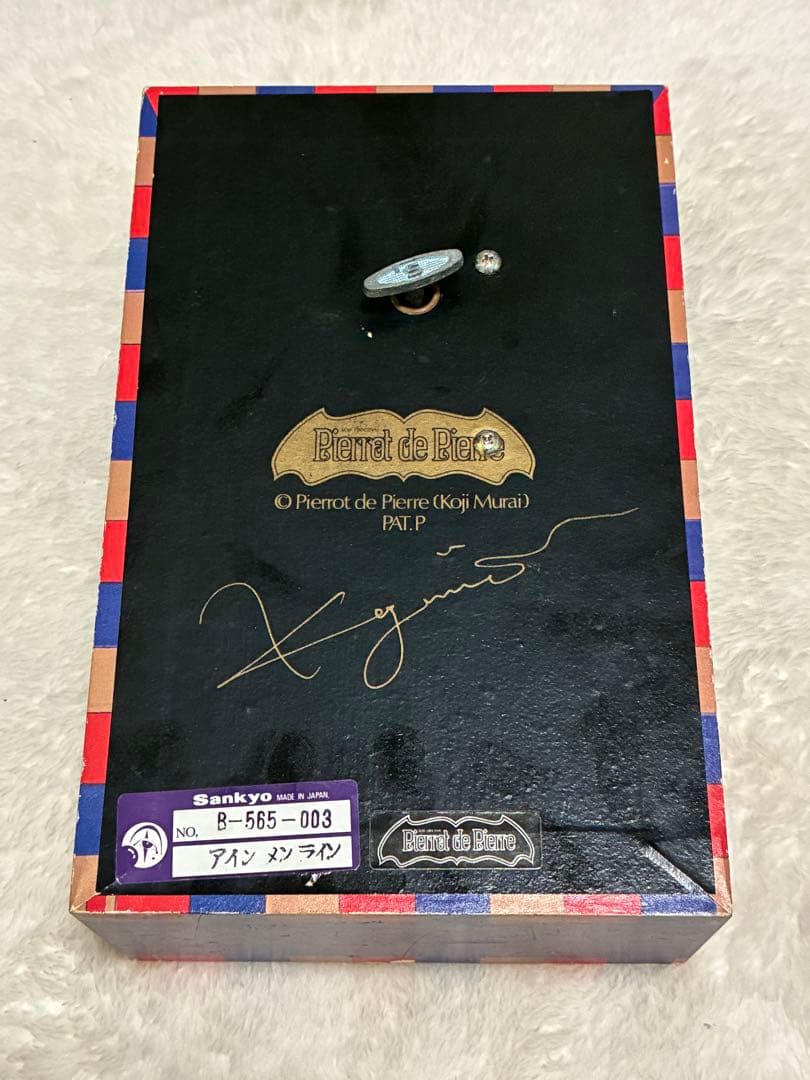 Pierrot de Pierre
© Pierrot de Pierre (Koji Murai)
PAT.P
Sankyo MADE IN JAPAN.
NO. B-565-003
アイン メン ライン
Pierrot de Pierre